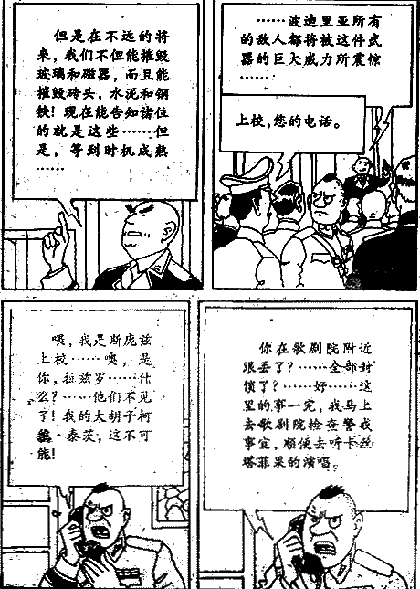 但是在不远的将
来，我们不但能摧毁
玻璃和磁器，而且能
摧毁砖头、水泥和钢
铁！现在能告知诸位
的就是这些……但
是，等到时机成熟
……
……波迪里亚所有
的敌人都将被这件武
器的巨大威力所震惊
……
上校，您的电话。
喂，我是斯庞兹
上校……噢，是
你，拉兹罗……什
么？……他们不见
了！我的大胡子柯
·泰茨，这不可
能！
你在歌剧院附近
跟丢了？……全部封
锁了？……好……这
里的事一完，我马上
去歌剧院检查警戒
事宜，顺便去听卡丝
塔菲果的演唱。